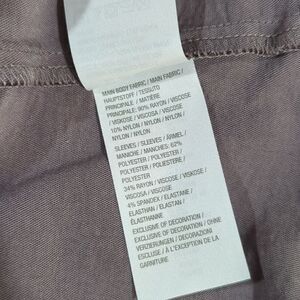 MAIN BODY FABRIC / MAIN FABRIC /
HAUPTSTOFF / TESSUTO
PRINCIPALE / MATIÈRE
PRINCIPALE: 90% RAYON / VISCOSE
/ VISKOSE / VISCOSA / VISCOSE
10% NYLON / NYLON / NYLON /
NYLON / NYLON
SLEEVES / SLEEVES / ÄRMEL /
MANICHE / MANCHES: 62%
POLYESTER / POLYESTER /
POLYESTER / POLIESTERE /
POLYESTER
34% RAYON / VISCOSE / VISKOSE /
VISCOSA / VISCOSE
4% SPANDEX / ELASTAN /
ELASTHAN / ELASTAN /
ÉLASTHANNE
EXCLUSIVE OF DECORATION /
EXCLUSIVE OF DECORATION / OHNE
VERZIERUNGEN / DECORAZIONI
ESCLUSE / À L'EXCEPTION DE LA
GARNITURE